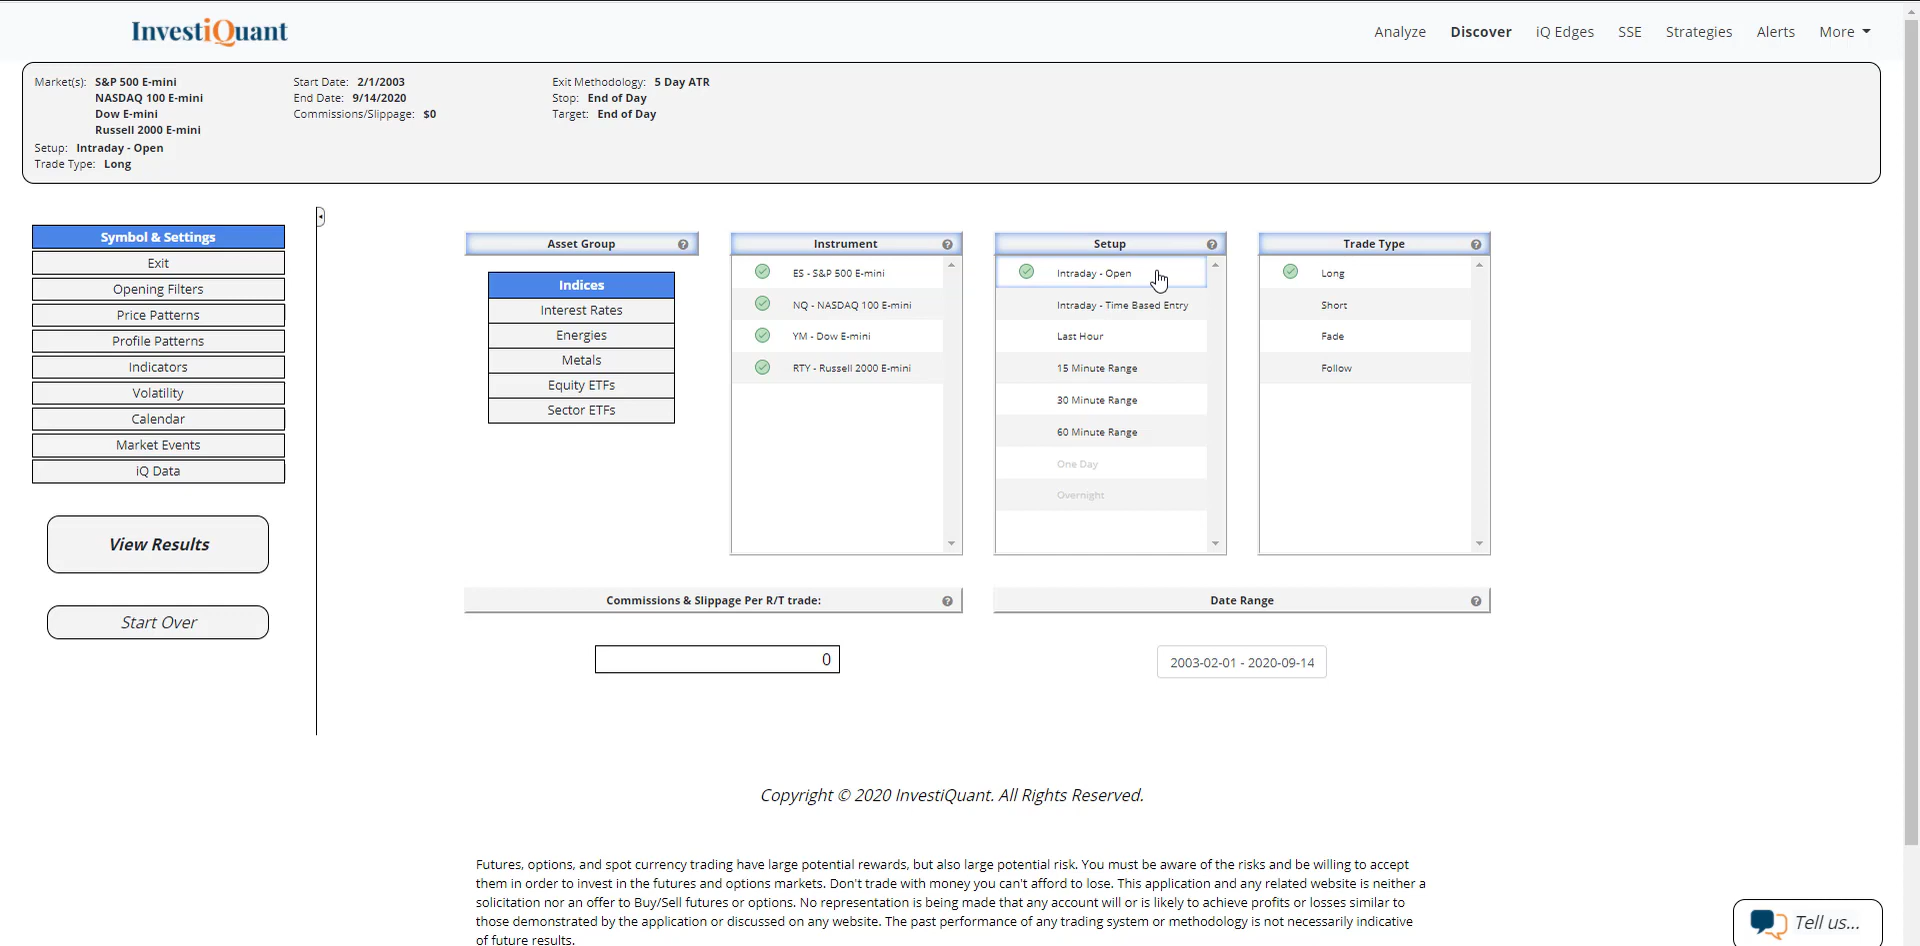 InvestiQuant
Analyze Discover iQ Edges SSE Strategies Alerts More
Market(s): S&P 500 E-mini
NASDAQ 100 E-mini
Dow E-mini
Russell 2000 E-mini
Setup: Intraday - Open
Trade Type: Long
Start Date: 2/1/2003
End Date: 9/14/2020
Commissions/Slippage: $0
Exit Methodology: 5 Day ATR
Stop: End of Day
Target: End of Day
Symbol & Settings
Exit
Opening Filters
Price Patterns
Profile Patterns
Indicators
Volatility
Calendar
Market Events
iQ Data
View Results
Start Over
Asset Group
Indices
Interest Rates
Energies
Metals
Equity ETFs
Sector ETFs
Instrument
ES - S&P 500 E-mini
NQ - NASDAQ 100 E-mini
YM - Dow E-mini
RTY - Russell 2000 E-mini
Setup
Intraday - Open
Intraday - Time Based Entry
Last Hour
15 Minute Range
30 Minute Range
60 Minute Range
One Day
Overnight
Trade Type
Long
Short
Fade
Follow
Commissions & Slippage Per R/T trade:
0
Date Range
2003-02-01 - 2020-09-14
Copyright © 2020 InvestiQuant. All Rights Reserved.
Futures, options, and spot currency trading have large potential rewards, but also large potential risk. You must be aware of the risks and be willing to accept
them in order to invest in the futures and options markets. Don't trade with money you can't afford to lose. This application and any related website is neither a
solicitation nor an offer to Buy/Sell futures or options. No representation is being made that any account will or is likely to achieve profits or losses similar to
those demonstrated by the application or discussed on any website. The past performance of any trading system or methodology is not necessarily indicative
of future results.
Tell us...